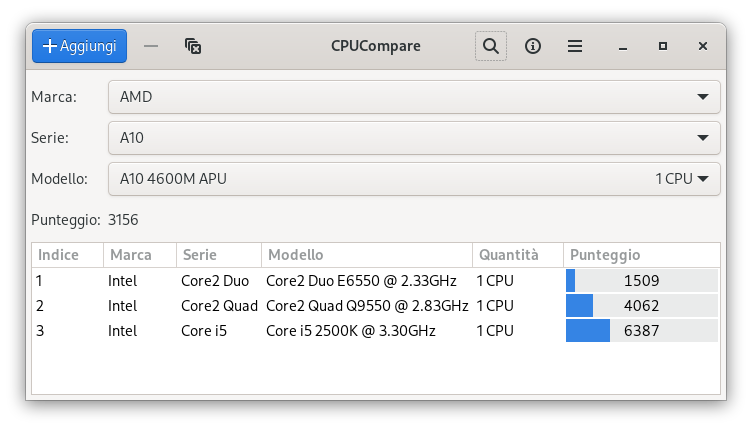 Aggiungi CPUCompare
Marca: AMD
Serie: A10
Modello: A10 4600M APU 1 CPU
Punteggio: 3156
Indice Marca Serie Modello Quantità Punteggio
1 Intel Core2 Duo Core2 Duo E6550 @ 2.33GHz 1 CPU 1509
2 Intel Core2 Quad Core2 Quad Q9550 @ 2.83GHz 1 CPU 4062
3 Intel Core i5 Core i5 2500K @ 3.30GHz 1 CPU 6387